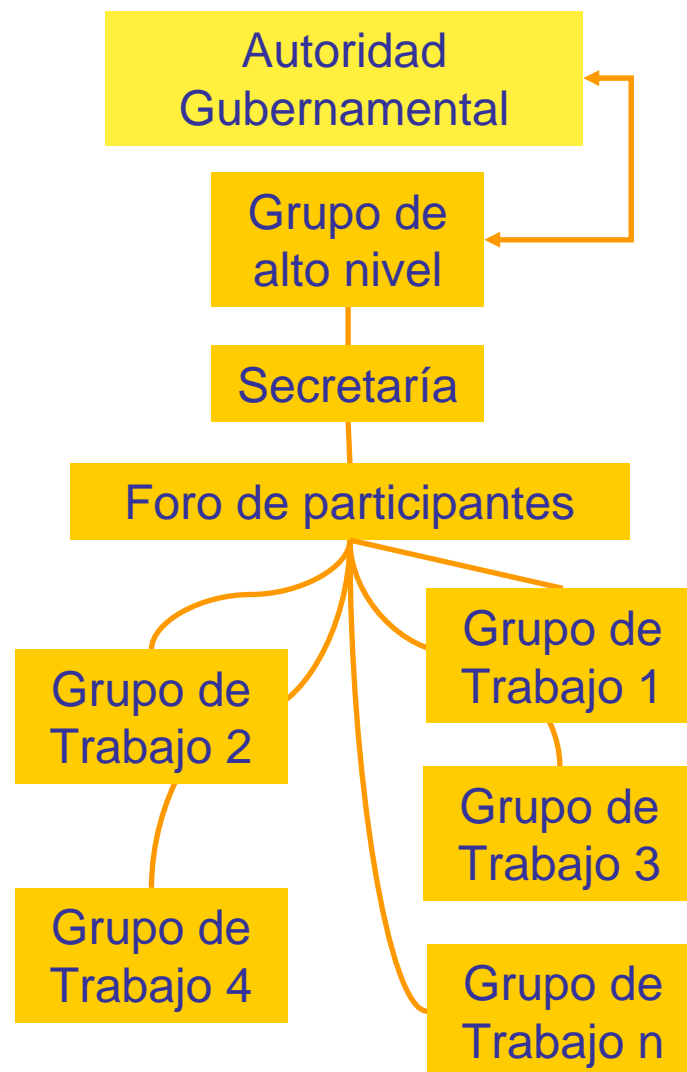 Autoridad
Gubernamental
Grupo de
alto nivel
Secretaría
Foro de participantes
Grupo de
Trabajo 1
Grupo de
Trabajo 2
Grupo de
Trabajo 3
Grupo de
Trabajo 4
Grupo de
Trabajo n